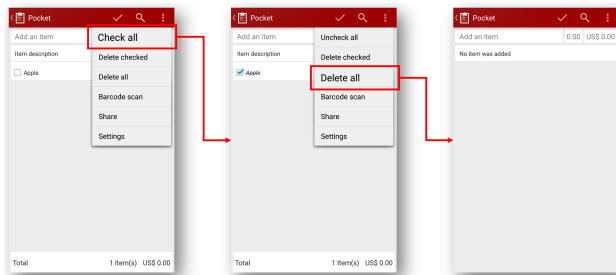 Pocket
Add an item
Check all
Item description
Delete checked
Apple
Delete all
Barcode scan
Share
Settings
Total 1 Item(s) US$ 0.00
Pocket
Add an item
Uncheck all
Item description
Delete checked
Apple
Delete all
Barcode scan
Share
Settings
Total 1 Item(s) US$ 0.00
Pocket
Add an item 0.00 US$ 0.00
No item was added